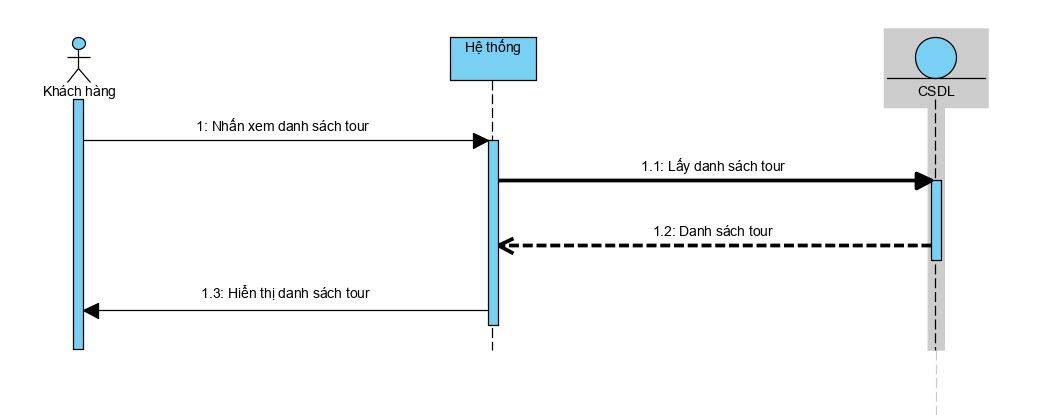 Hệ thống
Khách hàng
CSDL
1: Nhấn xem danh sách tour
1.1: Lấy danh sách tour
1.2: Danh sách tour
1.3: Hiển thị danh sách tour